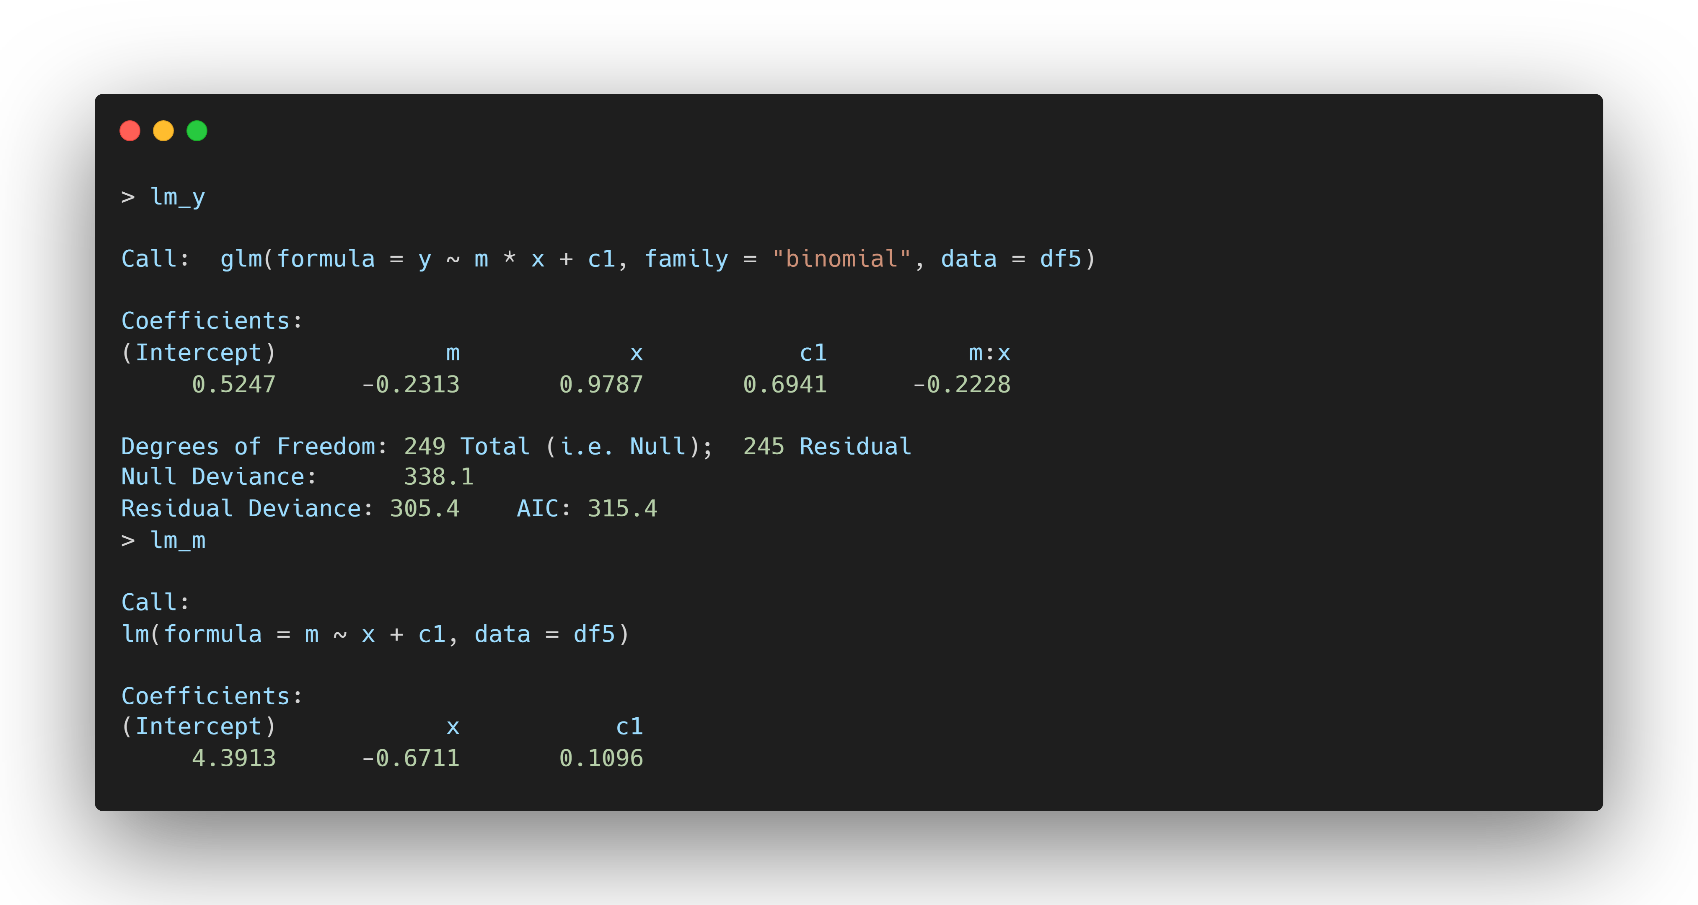 > lm_y
Call:  glm(formula = y ~ m * x + c1, family = "binomial", data = df5)
Coefficients:
(Intercept)            m            x           c1          m:x
     0.5247      -0.2313       0.9787       0.6941      -0.2228
Degrees of Freedom: 249 Total (i.e. Null);  245 Residual
Null Deviance:      338.1
Residual Deviance: 305.4    AIC: 315.4
> lm_m
Call:
lm(formula = m ~ x + c1, data = df5)
Coefficients:
(Intercept)            x           c1
     4.3913      -0.6711       0.1096